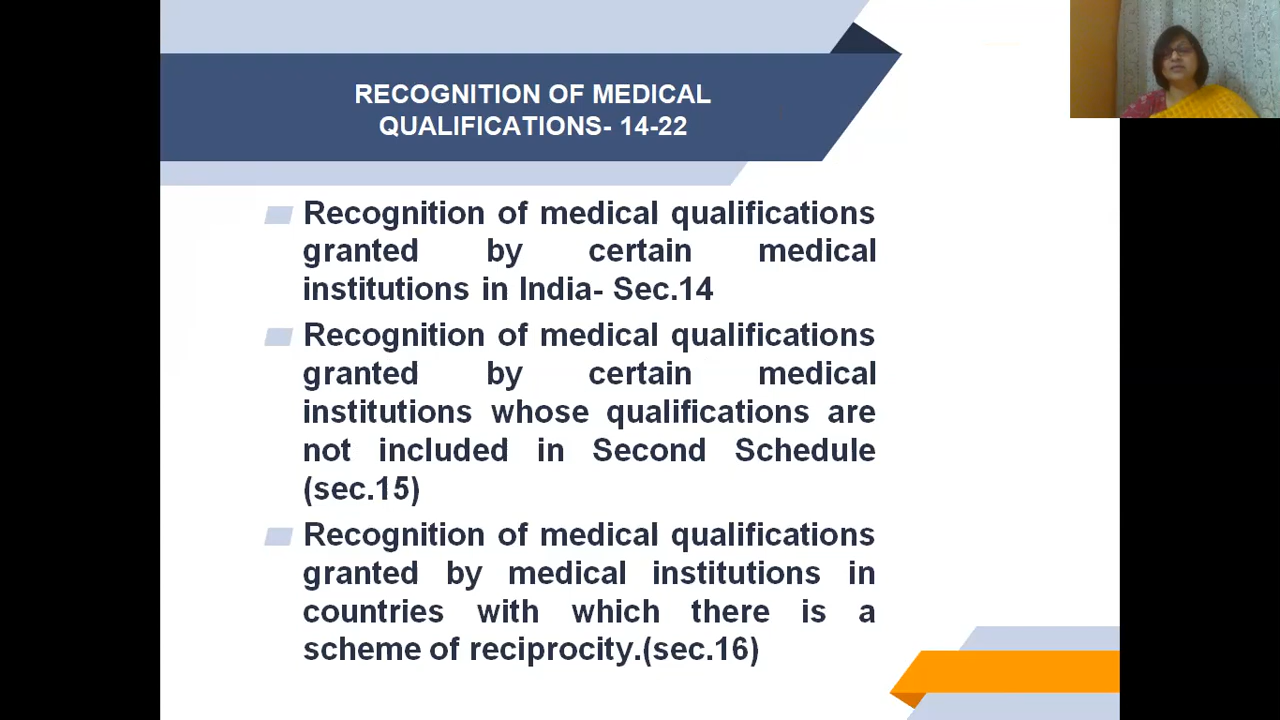 RECOGNITION OF MEDICAL
QUALIFICATIONS- 14-22
Recognition of medical qualifications
granted by certain medical
institutions in India- Sec.14
Recognition of medical qualifications
granted by certain medical
institutions whose qualifications are
not included in Second Schedule
(sec.15)
Recognition of medical qualifications
granted by medical institutions in
countries with which there is a
scheme of reciprocity.(sec.16)